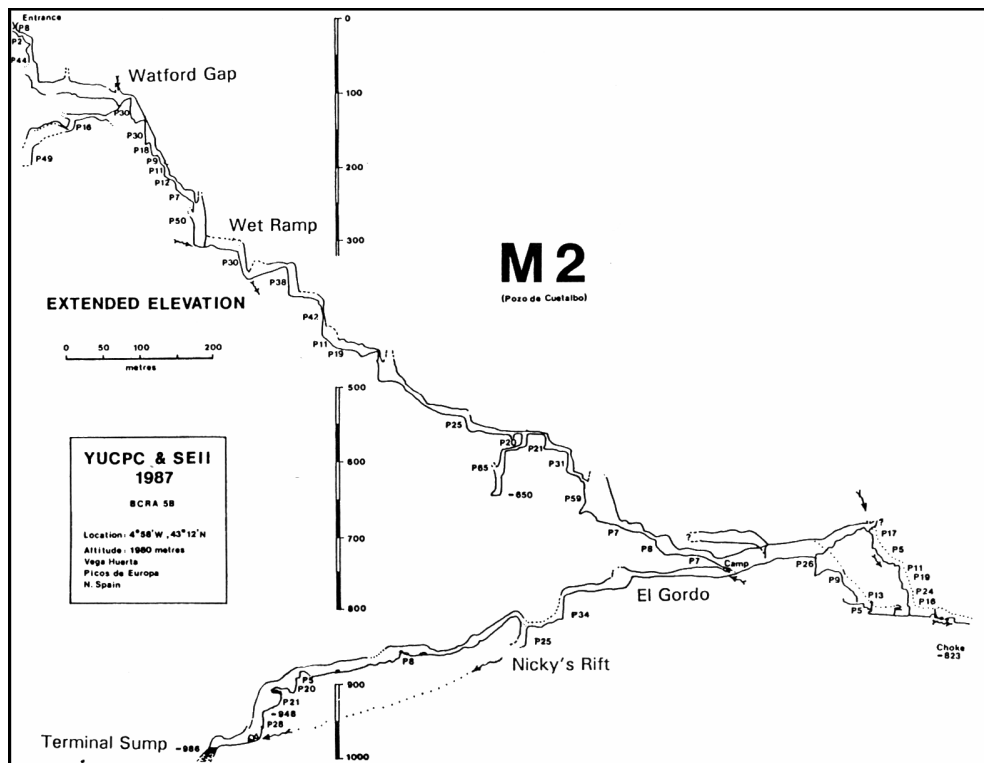 Entrance
P8
P2
P44
Watford Gap
P30
P16
P49
P30
P18
P9
P11
P12
P7
P50
Wet Ramp
P30
P38
P42
P11
P19
0
100
200
300
M2
(Pozo de Cuetalbo)
EXTENDED ELEVATION
0 100 200
metres
500
600
700
800
900
1000
P25
P20
P21
P65
-650
P31
P59
P7
P8
P7
Camp
El Gordo
?
?
P17
P5
P11
P19
P24
P16
P26
P9
P13
P5
Choke
-823
P34
P25
Nicky's Rift
P8
P5
P20
P21
-948
P28
Terminal Sump -986
YUCPC & SEII
1987
BCRA 5B
Location: 4°58'W, 43°12'N
Altitude: 1980 metres
Vega Huerta
Picos de Europa
N. Spain